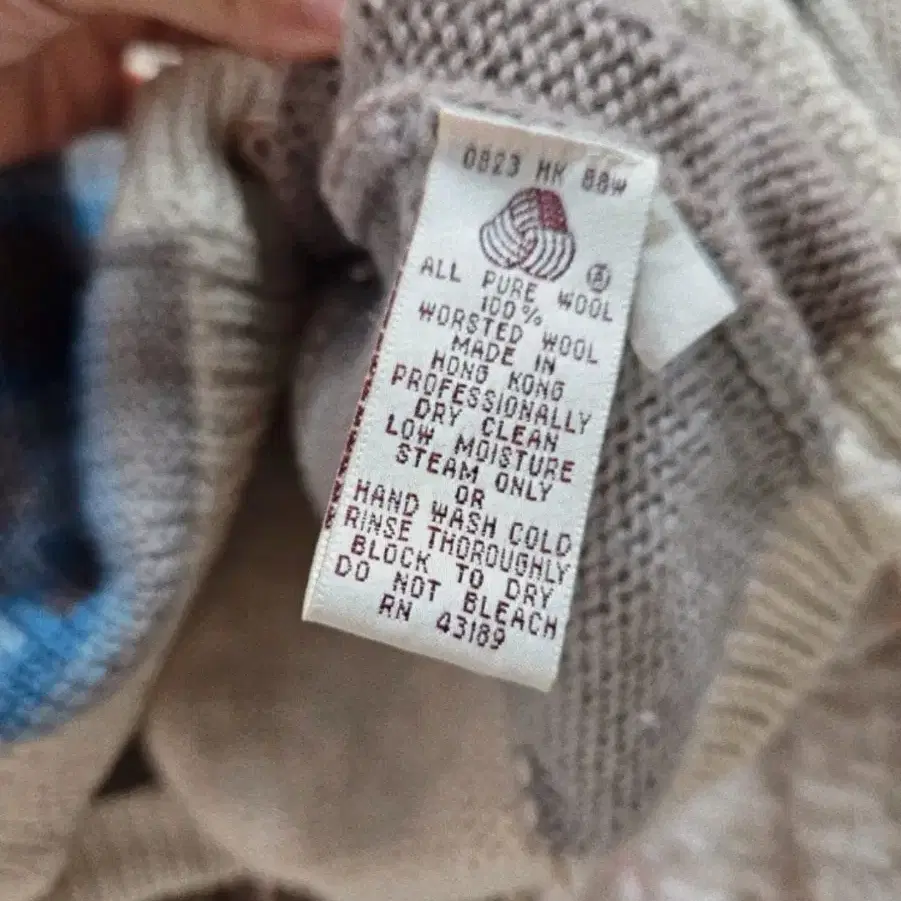 0823 MK 88W
ALL PURE WOOL
100%
WORSTED WOOL
MADE IN
HONG KONG
PROFESSIONALLY
DRY CLEAN
LOW MOISTURE
STEAM ONLY
OR
HAND WASH COLD
RINSE THOROUGHLY
BLOCK TO DRY
DO NOT BLEACH
RN 43189